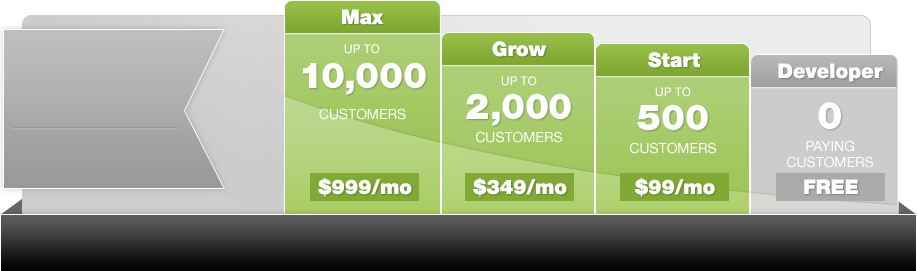 Max
UP TO
10,000
CUSTOMERS
$999/mo
Grow
UP TO
2,000
CUSTOMERS
$349/mo
Start
UP TO
500
CUSTOMERS
$99/mo
Developer
0
PAYING
CUSTOMERS
FREE